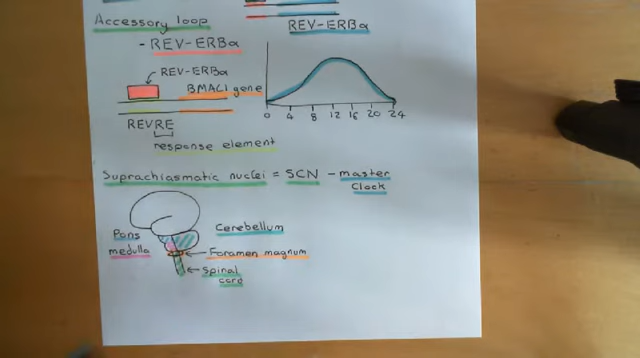 REV-ERBα
Accessory loop
- REV-ERBα
REV-ERBα
BMAL1 gene
REVRE
response element
0 4 8 12 16 20 24
Suprachiasmatic nuclei = SCN - master
Clock
Pons
medulla
Cerebellum
Foramen magnum
Spinal
cord